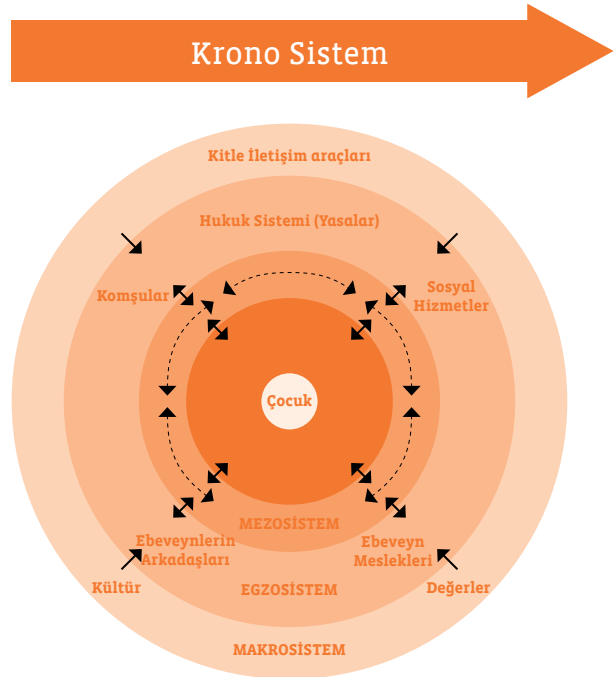 Krono Sistem
Kitle İletişim araçları
Hukuk Sistemi (Yasalar)
Komşular
Sosyal
Hizmetler
Çocuk
MEZOSİSTEM
Ebeveynlerin
Arkadaşları
Ebeveyn
Meslekleri
Kültür
EGZOSİSTEM
Değerler
MAKROSİSTEM